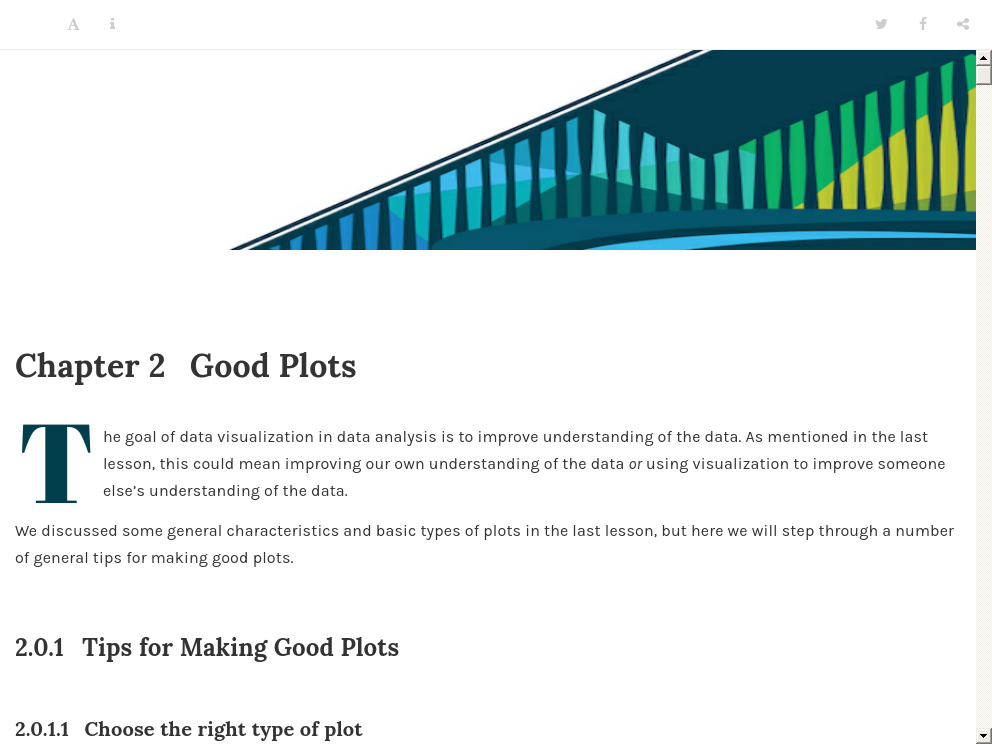 Chapter 2 Good Plots
The goal of data visualization in data analysis is to improve understanding of the data. As mentioned in the last
lesson, this could mean improving our own understanding of the data or using visualization to improve someone
else’s understanding of the data.
We discussed some general characteristics and basic types of plots in the last lesson, but here we will step through a number
of general tips for making good plots.
2.0.1 Tips for Making Good Plots
2.0.1.1 Choose the right type of plot